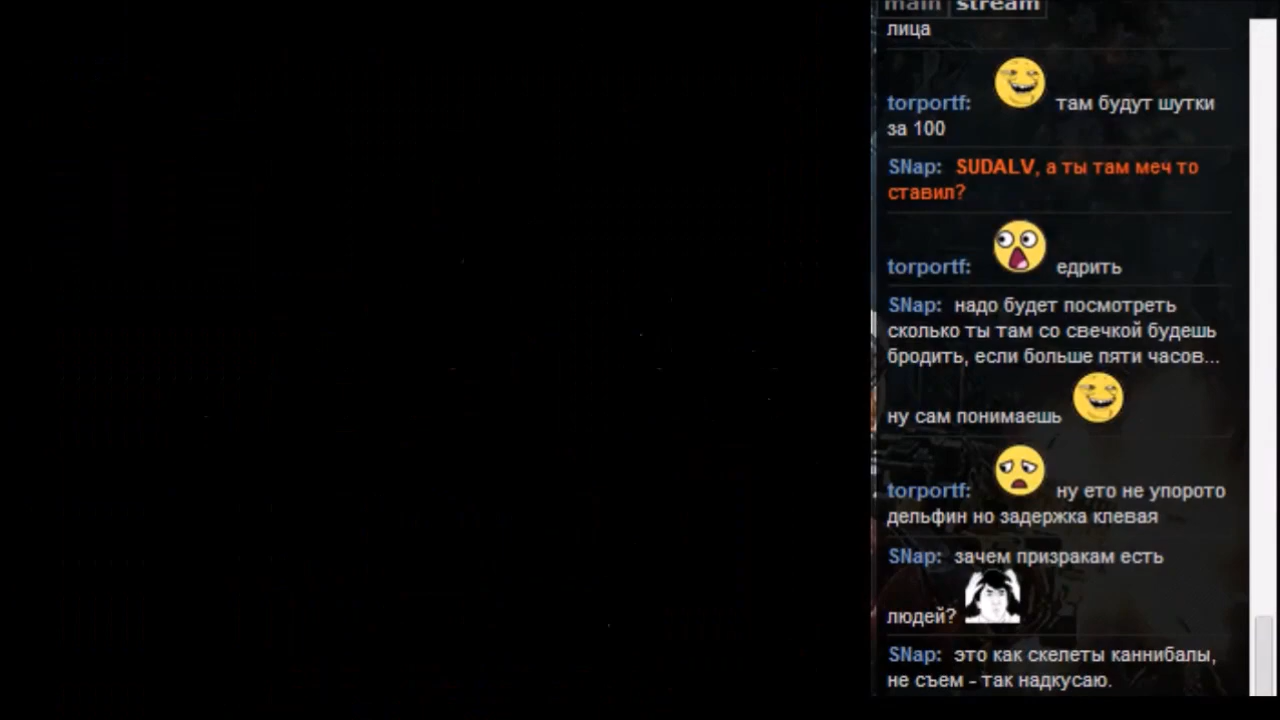 main stream
лица
torportf: там будут шутки
за 100
SNap: SUDALV, а ты там меч то
ставил?
torportf: едрить
SNap: надо будет посмотреть
сколько ты там со свечкой будешь
бродить, если больше пяти часов...
ну сам понимаешь
torportf: ну ето не упорото
дельфин но задержка клевая
SNap: зачем призракам есть
людей?
SNap: это как скелеты каннибалы,
не съем - так надкусаю.